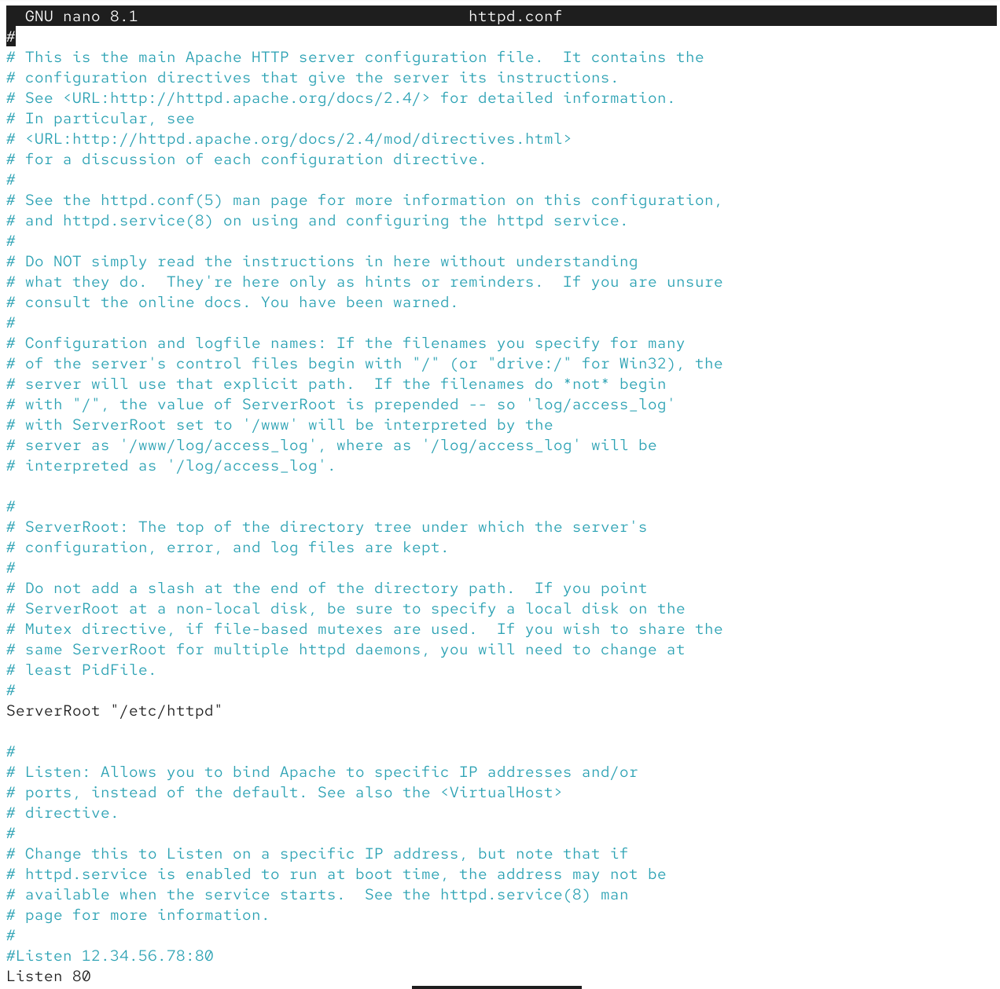 GNU nano 8.1 httpd.conf
#
# This is the main Apache HTTP server configuration file.  It contains the
# configuration directives that give the server its instructions.
# See <URL:http://httpd.apache.org/docs/2.4/> for detailed information.
# In particular, see
# <URL:http://httpd.apache.org/docs/2.4/mod/directives.html>
# for a discussion of each configuration directive.
#
# See the httpd.conf(5) man page for more information on this configuration,
# and httpd.service(8) on using and configuring the httpd service.
#
# Do NOT simply read the instructions in here without understanding
# what they do.  They're here only as hints or reminders.  If you are unsure
# consult the online docs. You have been warned.
#
# Configuration and logfile names: If the filenames you specify for many
# of the server's control files begin with "/" (or "drive:/" for Win32), the
# server will use that explicit path.  If the filenames do *not* begin
# with "/", the value of ServerRoot is prepended -- so 'log/access_log'
# with ServerRoot set to '/www' will be interpreted by the
# server as '/www/log/access_log', where as '/log/access_log' will be
# interpreted as '/log/access_log'.

#
# ServerRoot: The top of the directory tree under which the server's
# configuration, error, and log files are kept.
#
# Do not add a slash at the end of the directory path.  If you point
# ServerRoot at a non-local disk, be sure to specify a local disk on the
# Mutex directive, if file-based mutexes are used.  If you wish to share the
# same ServerRoot for multiple httpd daemons, you will need to change at
# least PidFile.
#
ServerRoot "/etc/httpd"

#
# Listen: Allows you to bind Apache to specific IP addresses and/or
# ports, instead of the default. See also the <VirtualHost>
# directive.
#
# Change this to Listen on a specific IP address, but note that if
# httpd.service is enabled to run at boot time, the address may not be
# available when the service starts.  See the httpd.service(8) man
# page for more information.
#
#Listen 12.34.56.78:80
Listen 80